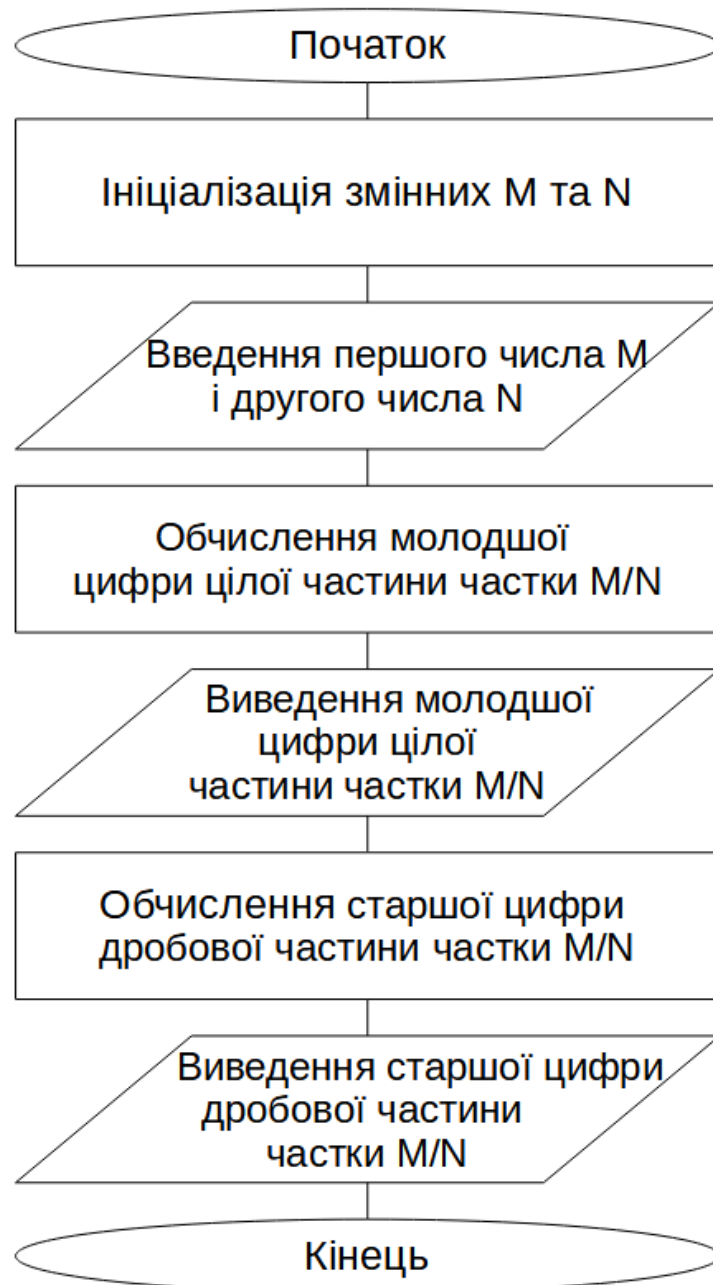 Початок
Ініціалізація змінних M та N
Введення першого числа M
і другого числа N
Обчислення молодшої
цифри цілої частини частки M/N
Виведення молодшої
цифри цілої
частини частки M/N
Обчислення старшої цифри
дробової частини частки M/N
Виведення старшої цифри
дробової частини
частки M/N
Кінець